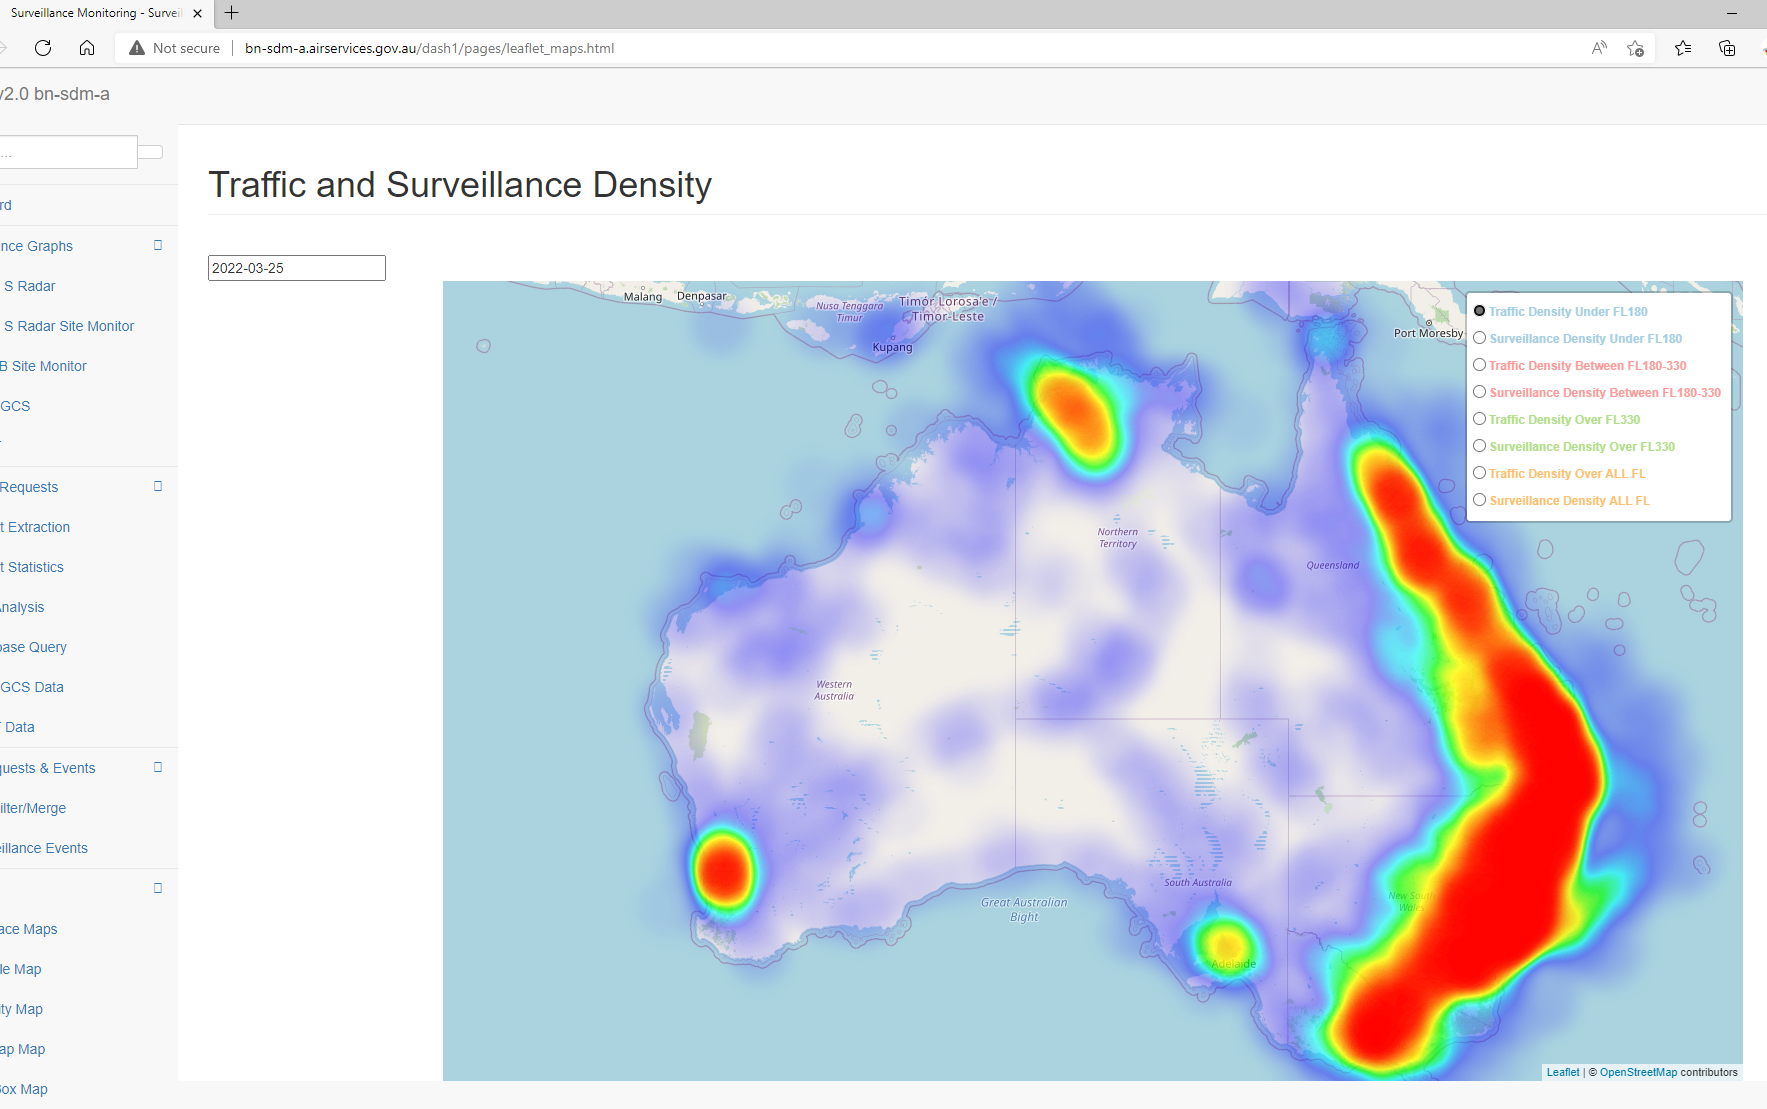 Surveillance Monitoring - Surveil
Not secure
bn-sdm-a.airservices.gov.au/dash1/pages/leaflet_maps.html
v2.0 bn-sdm-a
...
rd
nce Graphs
S Radar
S Radar Site Monitor
B Site Monitor
GCS
Requests
t Extraction
t Statistics
nalysis
base Query
GCS Data
Data
quests & Events
ilter/Merge
eillance Events
ace Maps
le Map
ity Map
ap Map
Box Map
Traffic and Surveillance Density
2022-03-25
Malang
Denpasar
Nusa Tenggara
Timur
Timór Lorosa'e /
Timor-Leste
Kupang
Port Moresby
Traffic Density Under FL180
Surveillance Density Under FL180
Traffic Density Between FL180-330
Surveillance Density Between FL180-330
Traffic Density Over FL330
Surveillance Density Over FL330
Traffic Density Over ALL FL
Surveillance Density ALL FL
Northern
Territory
Queensland
Western
Australia
South Australia
New South
Wales
Great Australian
Bight
Adelaide
Leaflet | © OpenStreetMap contributors